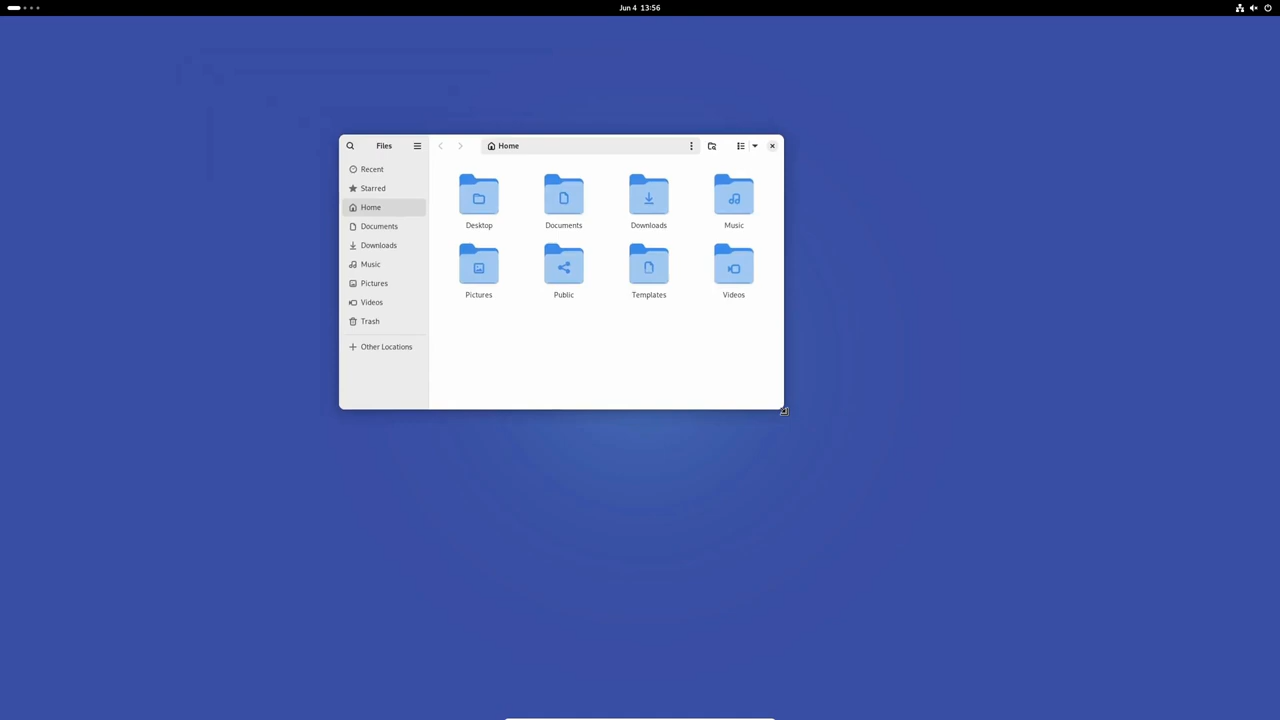 Jun 4 13:56
Files
Home
Recent
Starred
Home
Documents
Downloads
Music
Pictures
Videos
Trash
Other Locations
Desktop
Documents
Downloads
Music
Pictures
Public
Templates
Videos